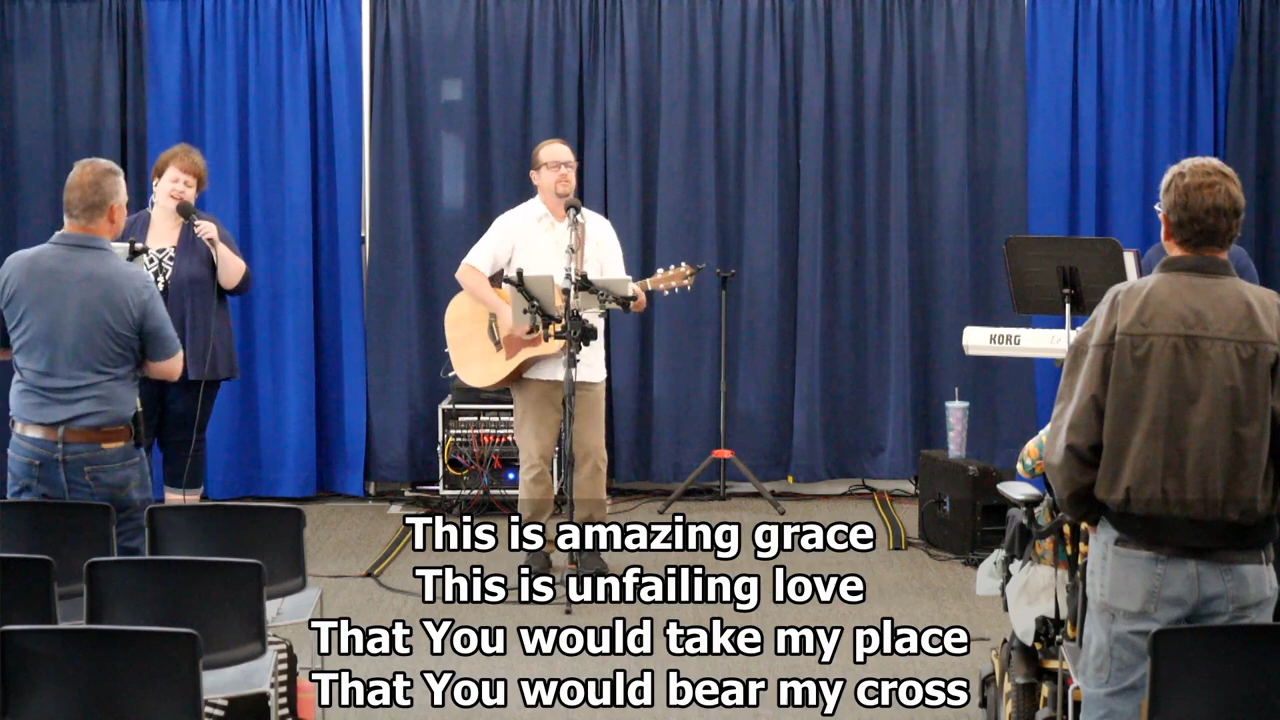 KORG
This is amazing grace
This is unfailing love
That You would take my place
That You would bear my cross